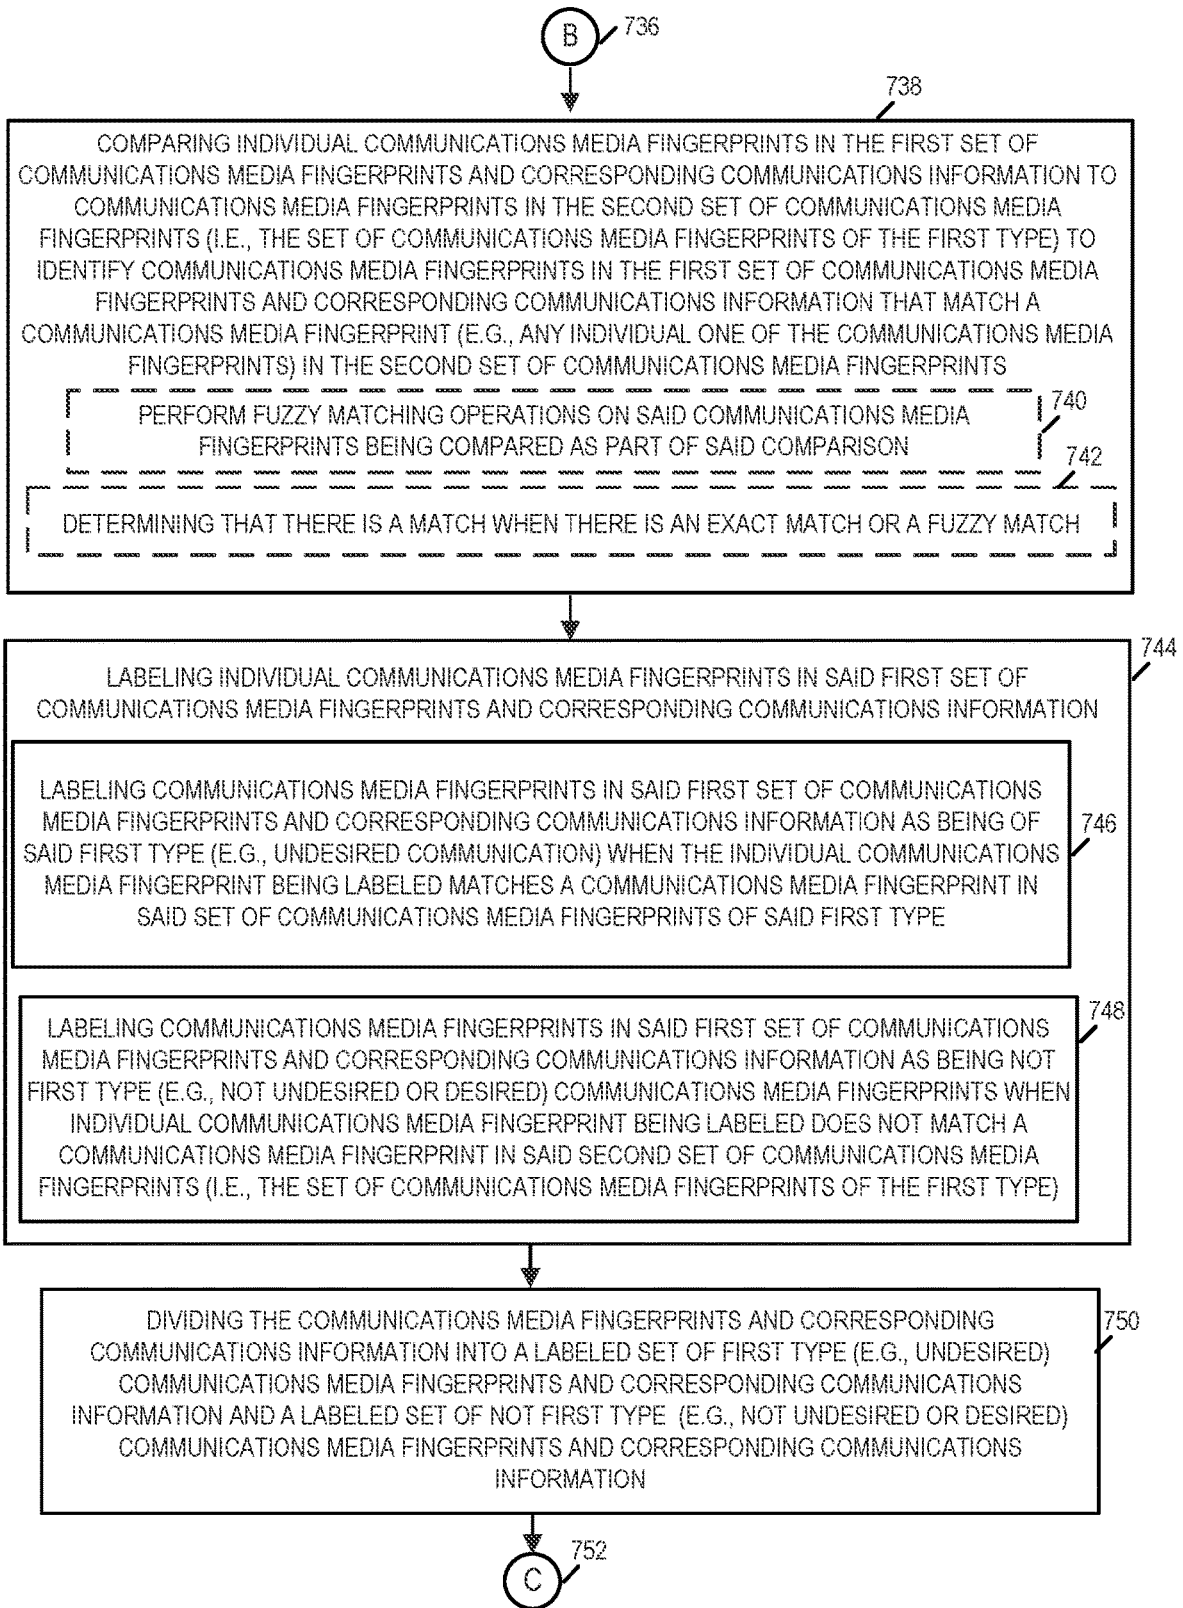 B
736
738
COMPARING INDIVIDUAL COMMUNICATIONS MEDIA FINGERPRINTS IN THE FIRST SET OF
COMMUNICATIONS MEDIA FINGERPRINTS AND CORRESPONDING COMMUNICATIONS INFORMATION TO
COMMUNICATIONS MEDIA FINGERPRINTS IN THE SECOND SET OF COMMUNICATIONS MEDIA
FINGERPRINTS (I.E., THE SET OF COMMUNICATIONS MEDIA FINGERPRINTS OF THE FIRST TYPE) TO
IDENTIFY COMMUNICATIONS MEDIA FINGERPRINTS IN THE FIRST SET OF COMMUNICATIONS MEDIA
FINGERPRINTS AND CORRESPONDING COMMUNICATIONS INFORMATION THAT MATCH A
COMMUNICATIONS MEDIA FINGERPRINT (E.G., ANY INDIVIDUAL ONE OF THE COMMUNICATIONS MEDIA
FINGERPRINTS) IN THE SECOND SET OF COMMUNICATIONS MEDIA FINGERPRINTS
PERFORM FUZZY MATCHING OPERATIONS ON SAID COMMUNICATIONS MEDIA
FINGERPRINTS BEING COMPARED AS PART OF SAID COMPARISON
740
742
DETERMINING THAT THERE IS A MATCH WHEN THERE IS AN EXACT MATCH OR A FUZZY MATCH
744
LABELING INDIVIDUAL COMMUNICATIONS MEDIA FINGERPRINTS IN SAID FIRST SET OF
COMMUNICATIONS MEDIA FINGERPRINTS AND CORRESPONDING COMMUNICATIONS INFORMATION
LABELING COMMUNICATIONS MEDIA FINGERPRINTS IN SAID FIRST SET OF COMMUNICATIONS
MEDIA FINGERPRINTS AND CORRESPONDING COMMUNICATIONS INFORMATION AS BEING OF
SAID FIRST TYPE (E.G., UNDESIRED COMMUNICATION) WHEN THE INDIVIDUAL COMMUNICATIONS
MEDIA FINGERPRINT BEING LABELED MATCHES A COMMUNICATIONS MEDIA FINGERPRINT IN
SAID SET OF COMMUNICATIONS MEDIA FINGERPRINTS OF SAID FIRST TYPE
746
748
LABELING COMMUNICATIONS MEDIA FINGERPRINTS IN SAID FIRST SET OF COMMUNICATIONS
MEDIA FINGERPRINTS AND CORRESPONDING COMMUNICATIONS INFORMATION AS BEING NOT
FIRST TYPE (E.G., NOT UNDESIRED OR DESIRED) COMMUNICATIONS MEDIA FINGERPRINTS WHEN
INDIVIDUAL COMMUNICATIONS MEDIA FINGERPRINT BEING LABELED DOES NOT MATCH A
COMMUNICATIONS MEDIA FINGERPRINT IN SAID SECOND SET OF COMMUNICATIONS MEDIA
FINGERPRINTS (I.E., THE SET OF COMMUNICATIONS MEDIA FINGERPRINTS OF THE FIRST TYPE)
750
DIVIDING THE COMMUNICATIONS MEDIA FINGERPRINTS AND CORRESPONDING
COMMUNICATIONS INFORMATION INTO A LABELED SET OF FIRST TYPE (E.G., UNDESIRED)
COMMUNICATIONS MEDIA FINGERPRINTS AND CORRESPONDING COMMUNICATIONS
INFORMATION AND A LABELED SET OF NOT FIRST TYPE (E.G., NOT UNDESIRED OR DESIRED)
COMMUNICATIONS MEDIA FINGERPRINTS AND CORRESPONDING COMMUNICATIONS
INFORMATION
752
C